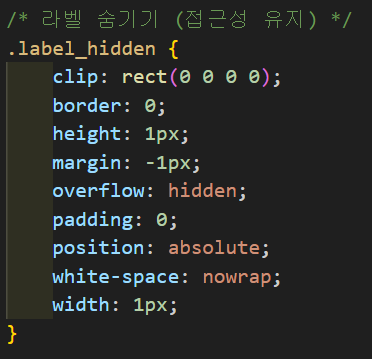 /* 라벨 숨기기 (접근성 유지) */
.label_hidden {
    clip: rect(0 0 0 0);
    border: 0;
    height: 1px;
    margin: -1px;
    overflow: hidden;
    padding: 0;
    position: absolute;
    white-space: nowrap;
    width: 1px;
}